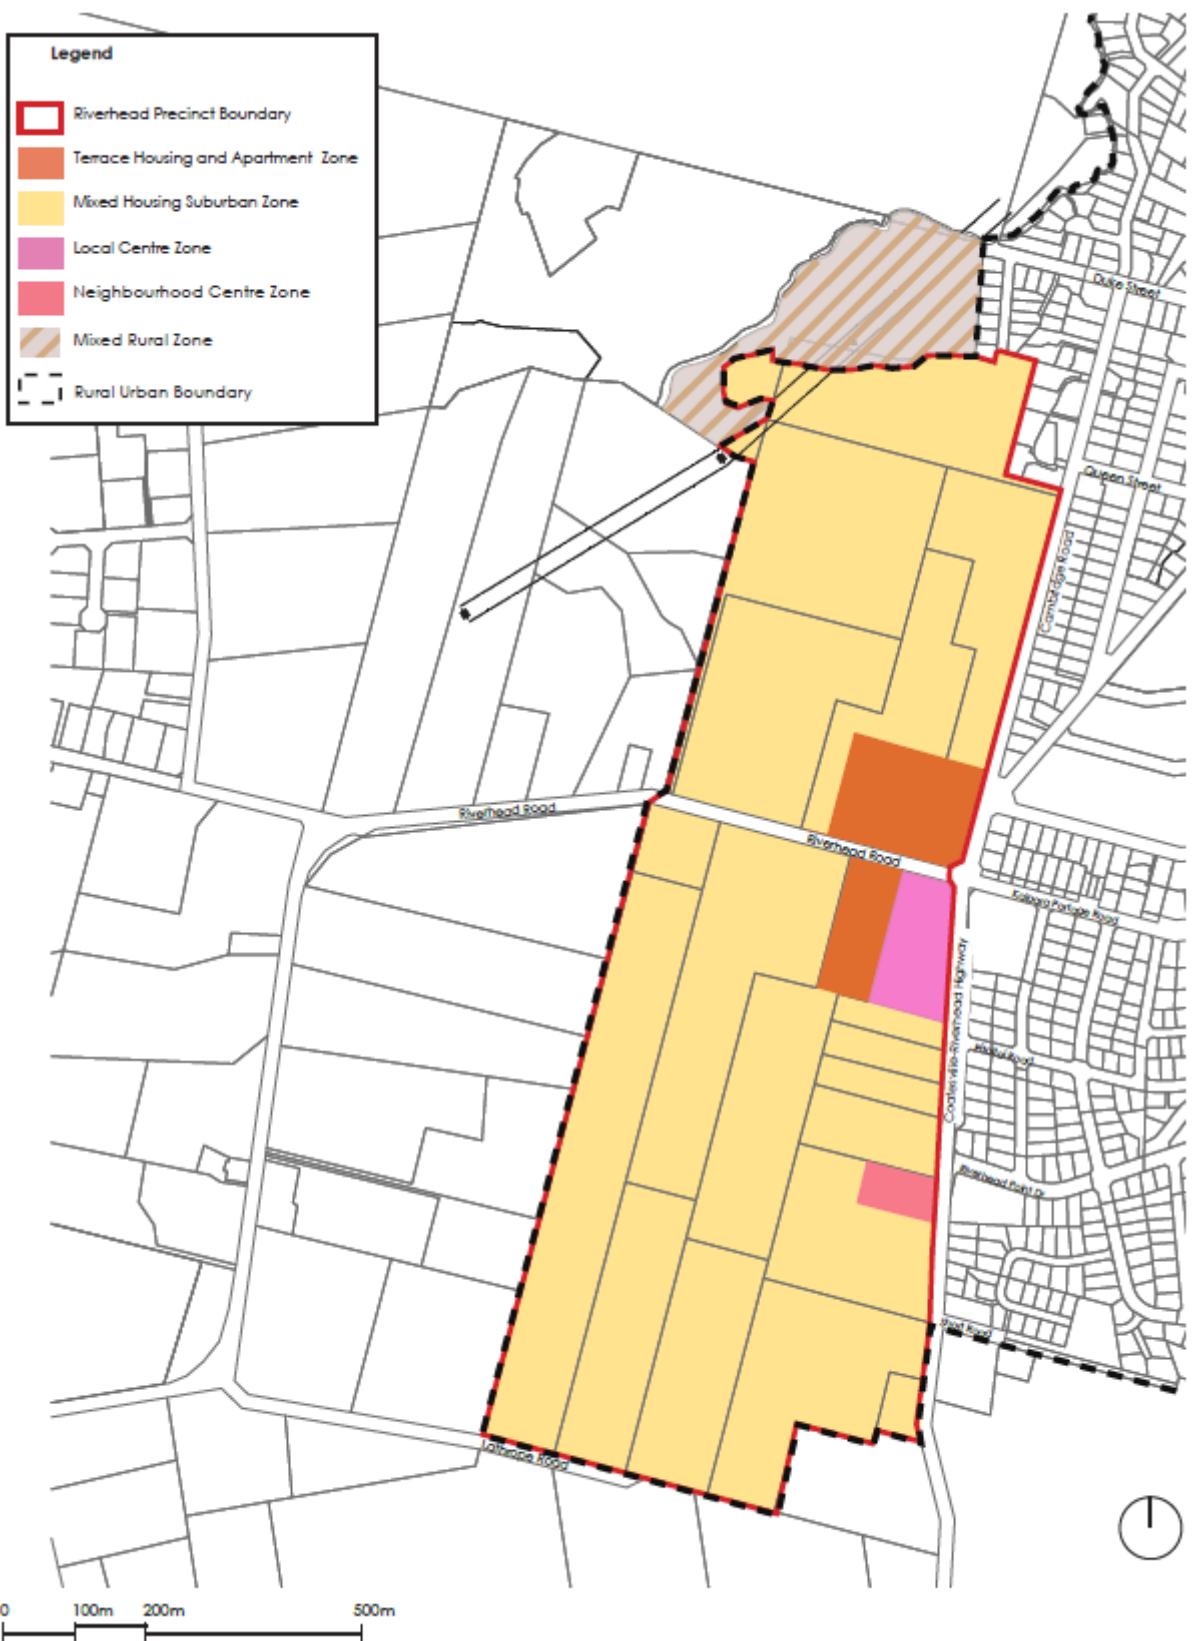 Legend
Riverhead Precinct Boundary
Terrace Housing and Apartment Zone
Mixed Housing Suburban Zone
Local Centre Zone
Neighbourhood Centre Zone
Mixed Rural Zone
Rural Urban Boundary
Duke Street
Queen Street
Cambridge Road
Riverhead Road
Riverhead Road
Kaipara Portage Road
Coatesville-Riverhead Highway
Riverhead Point Dr
Short Road
Lathrope Road
0 100m 200m 500m